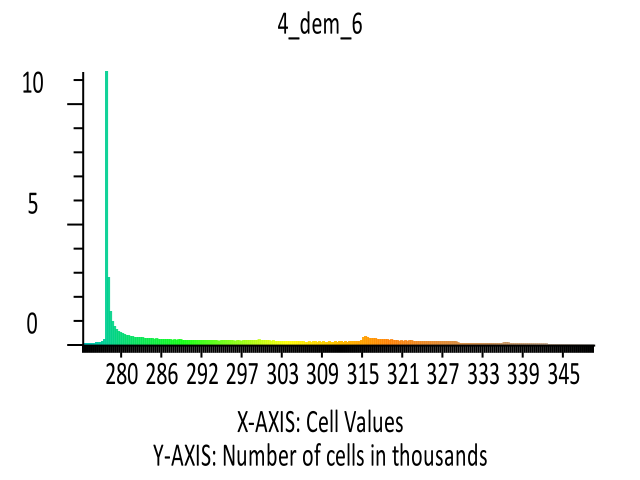 4_dem_6
10
5
0
280 286 292 297 303 309 315 321 327 333 339 345
X-AXIS: Cell Values
Y-AXIS: Number of cells in thousands